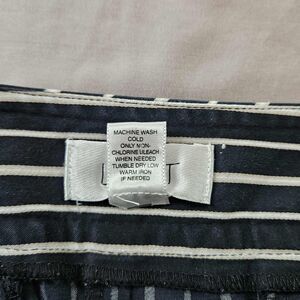 MACHINE WASH
COLD
ONLY NON-
CHLORINE BLEACH
WHEN NEEDED
TUMBLE DRY LOW
WARM IRON
IF NEEDED